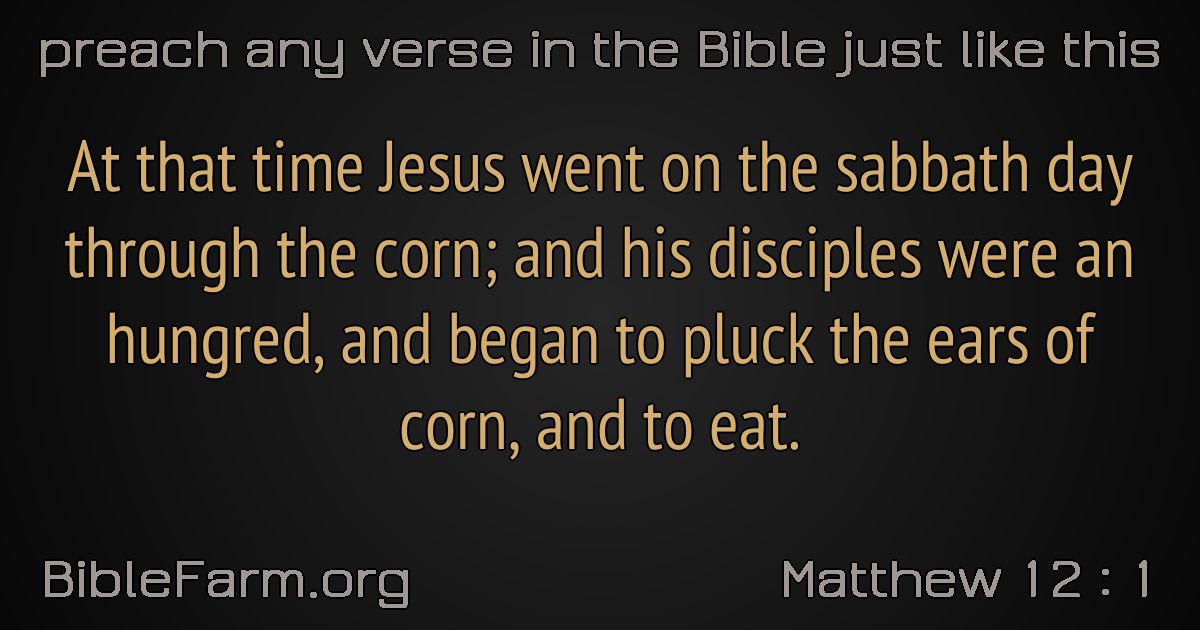 preach any verse in the Bible just like this
At that time Jesus went on the sabbath day
through the corn; and his disciples were an
hungred, and began to pluck the ears of
corn, and to eat.
BibleFarm.org
Matthew 12 : 1